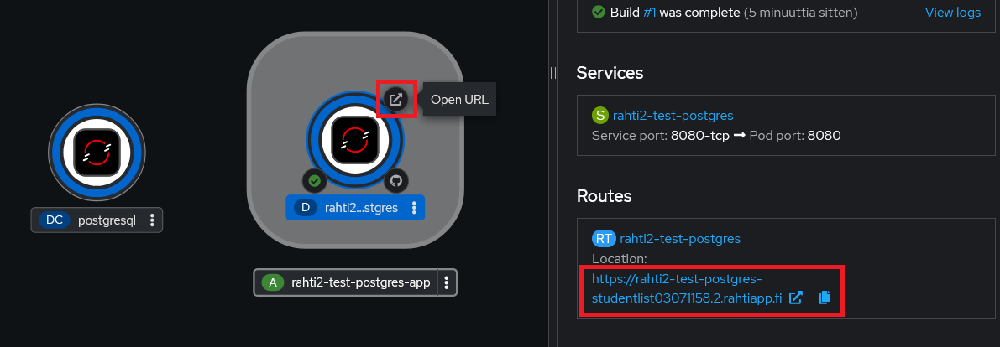 Build #1 was complete (5 minuuttia sitten) View logs
Services
S rahti2-test-postgres
Service port: 8080-tcp ➞ Pod port: 8080
Routes
RT rahti2-test-postgres
Location:
https://rahti2-test-postgres-
studentlist03071158.2.rahtiapp.fi
Open URL
DC postgresql
D rahti2...stgres
A rahti2-test-postgres-app